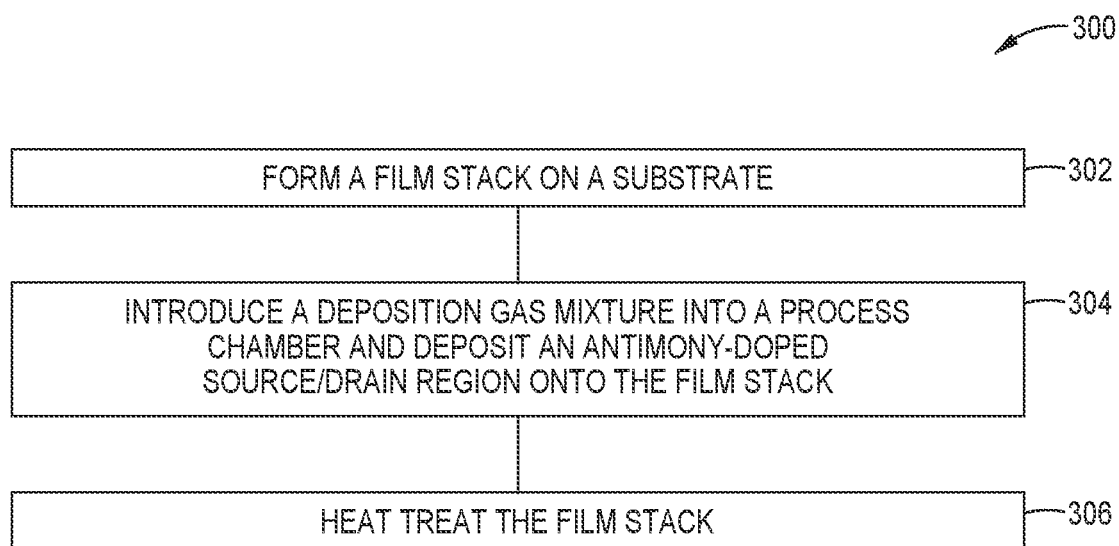 300
FORM A FILM STACK ON A SUBSTRATE
302
INTRODUCE A DEPOSITION GAS MIXTURE INTO A PROCESS
CHAMBER AND DEPOSIT AN ANTIMONY-DOPED
SOURCE/DRAIN REGION ONTO THE FILM STACK
304
HEAT TREAT THE FILM STACK
306